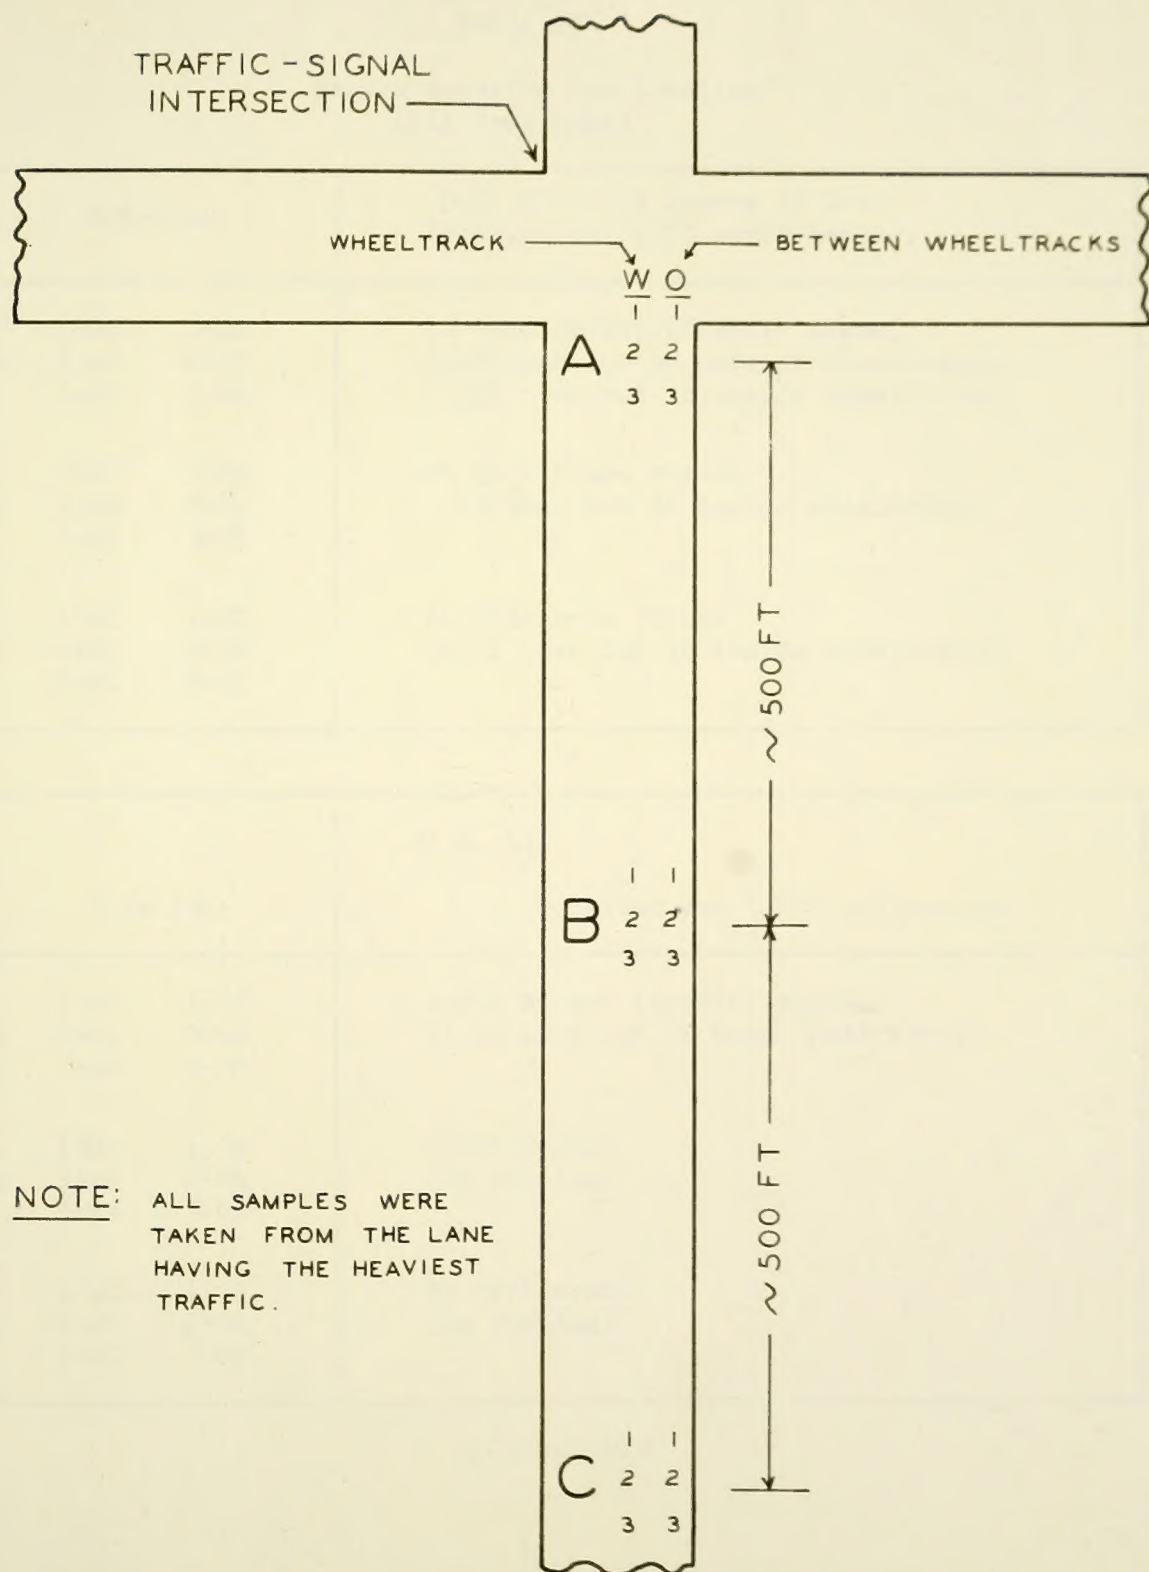 TRAFFIC - SIGNAL
INTERSECTION
WHEELTRACK
BETWEEN WHEELTRACKS
W O
1 1
A 2 2
3 3
~ 500 FT
1 1
B 2 2
3 3
~ 500 FT
NOTE: ALL SAMPLES WERE
TAKEN FROM THE LANE
HAVING THE HEAVIEST
TRAFFIC.
1 1
C 2 2
3 3